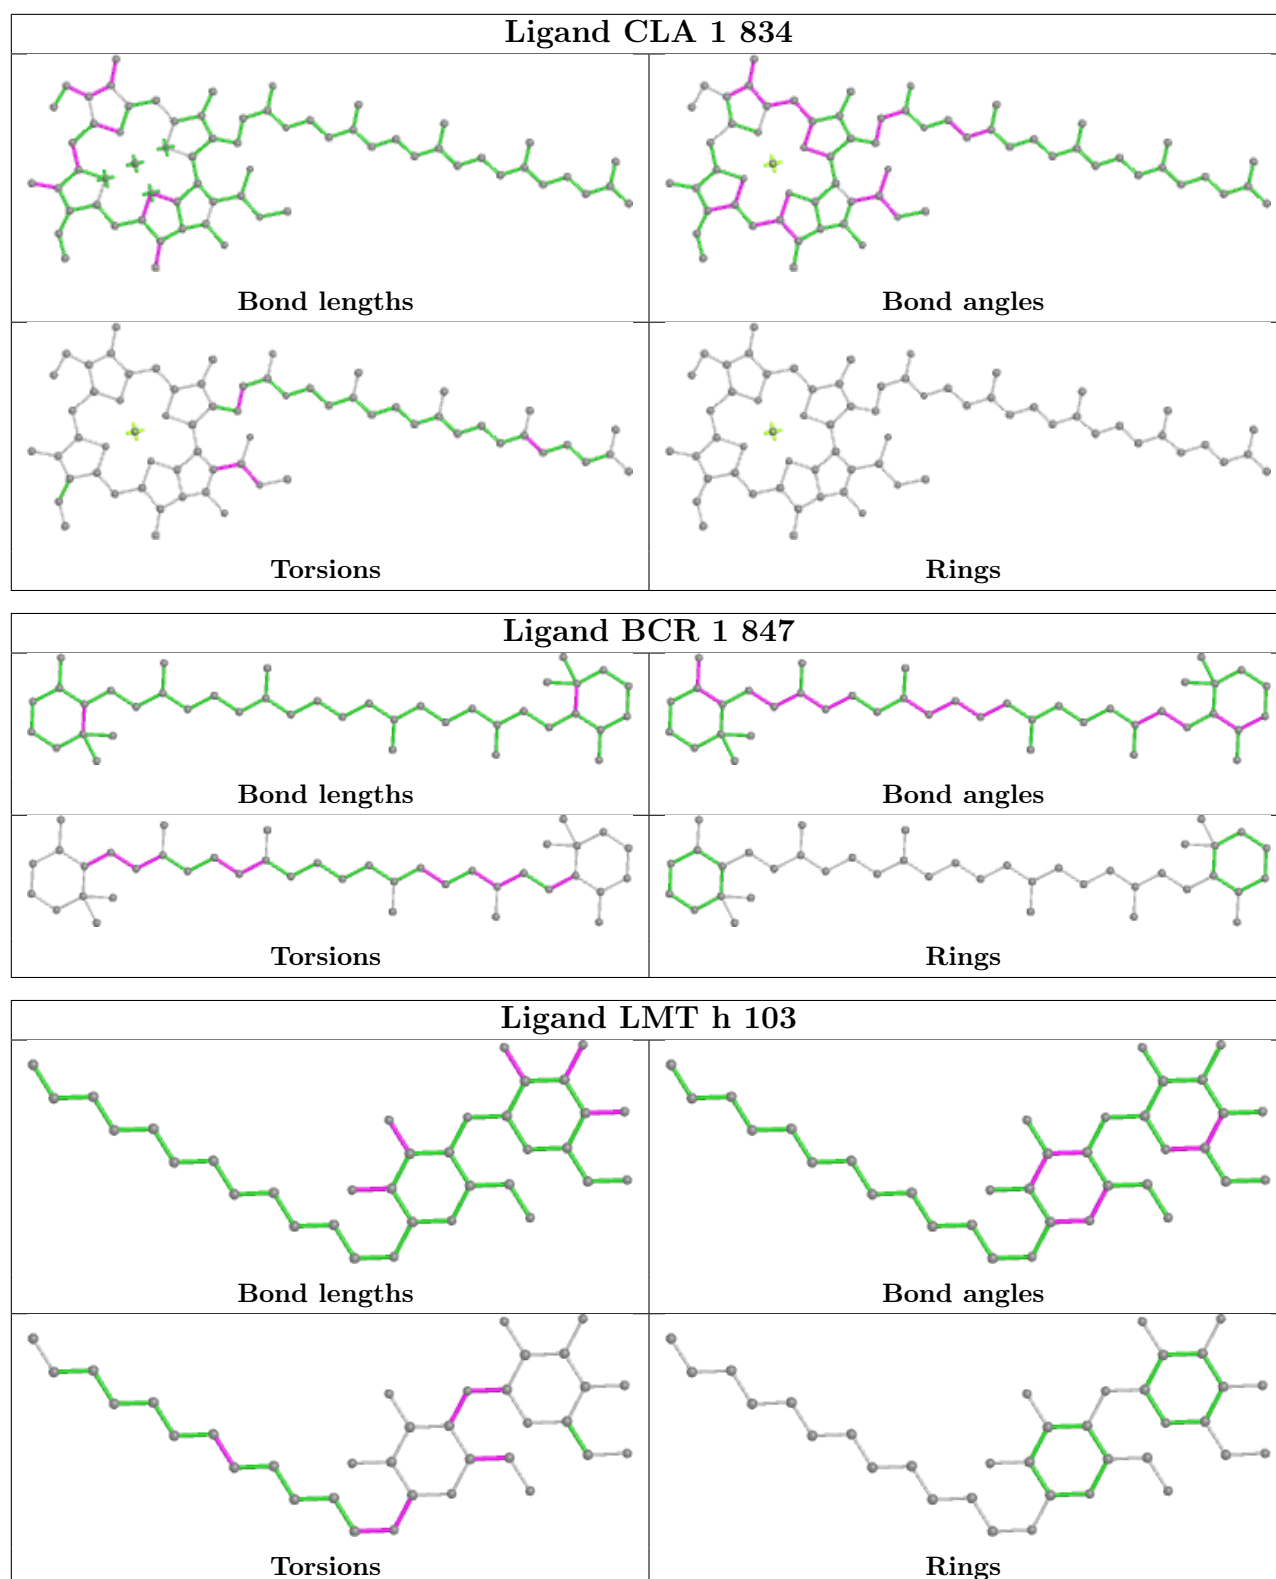 Ligand CLA 1 834
Bond lengths
Bond angles
Torsions
Rings
Ligand BCR 1 847
Bond lengths
Bond angles
Torsions
Rings
Ligand LMT h 103
Bond lengths
Bond angles
Torsions
Rings